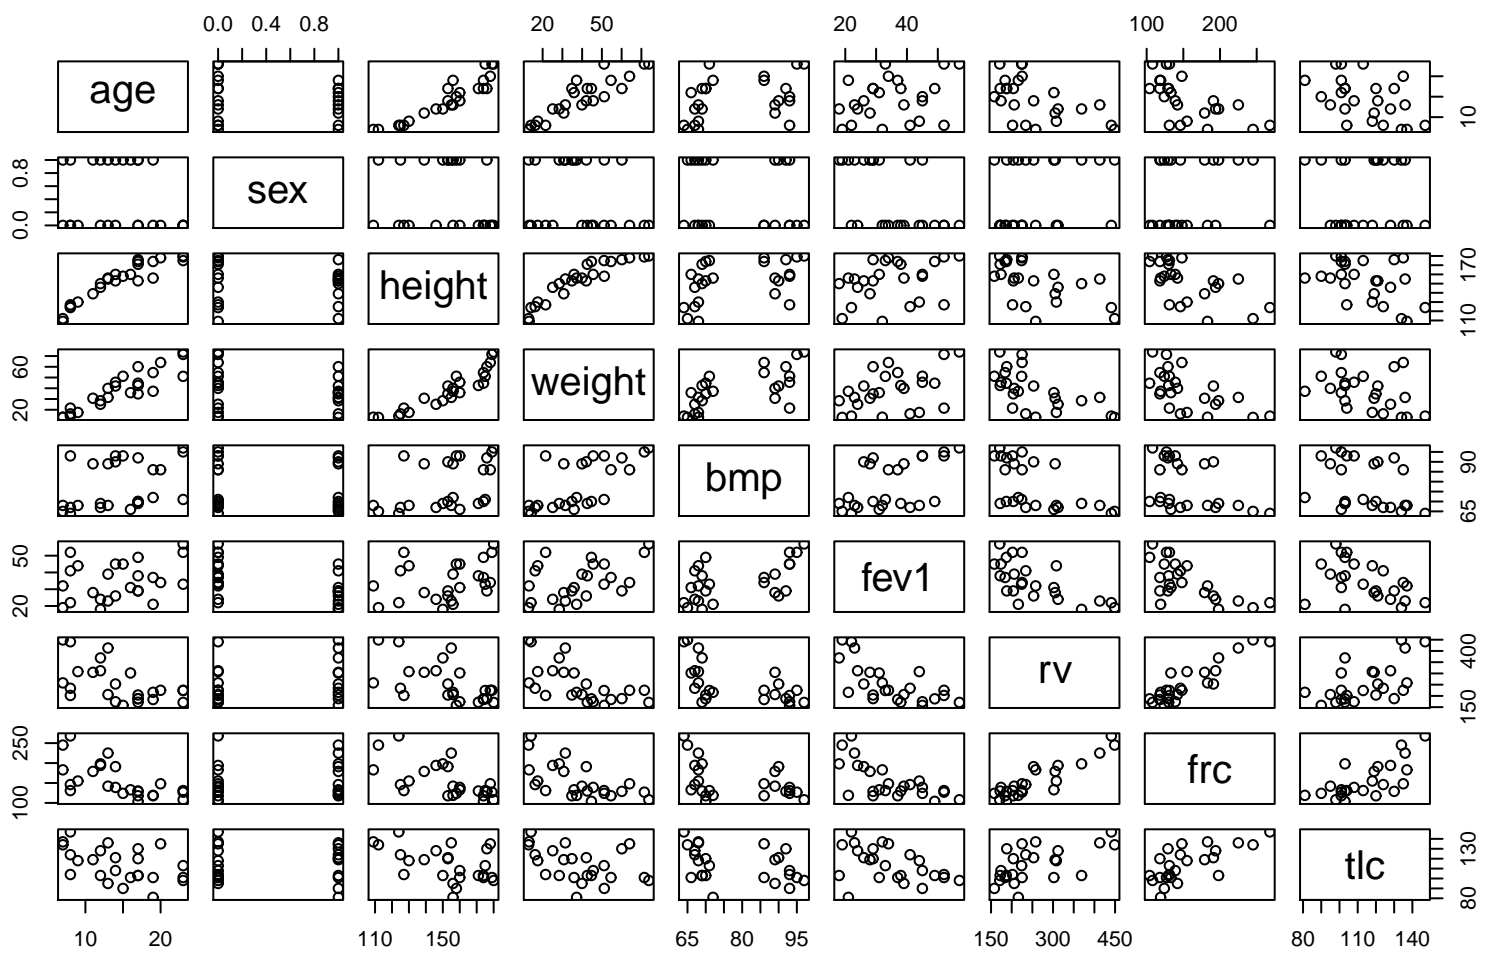 0.0 0.4 0.8 20 50 20 40 100 200
age 10
0.0 0.8 sex
height 110 170
20 60 weight
bmp 65 90
20 50 fev1
rv 150 400
100 250 frc
tlc 80 130
10 20 110 150 65 80 95 150 300 450 80 110 140